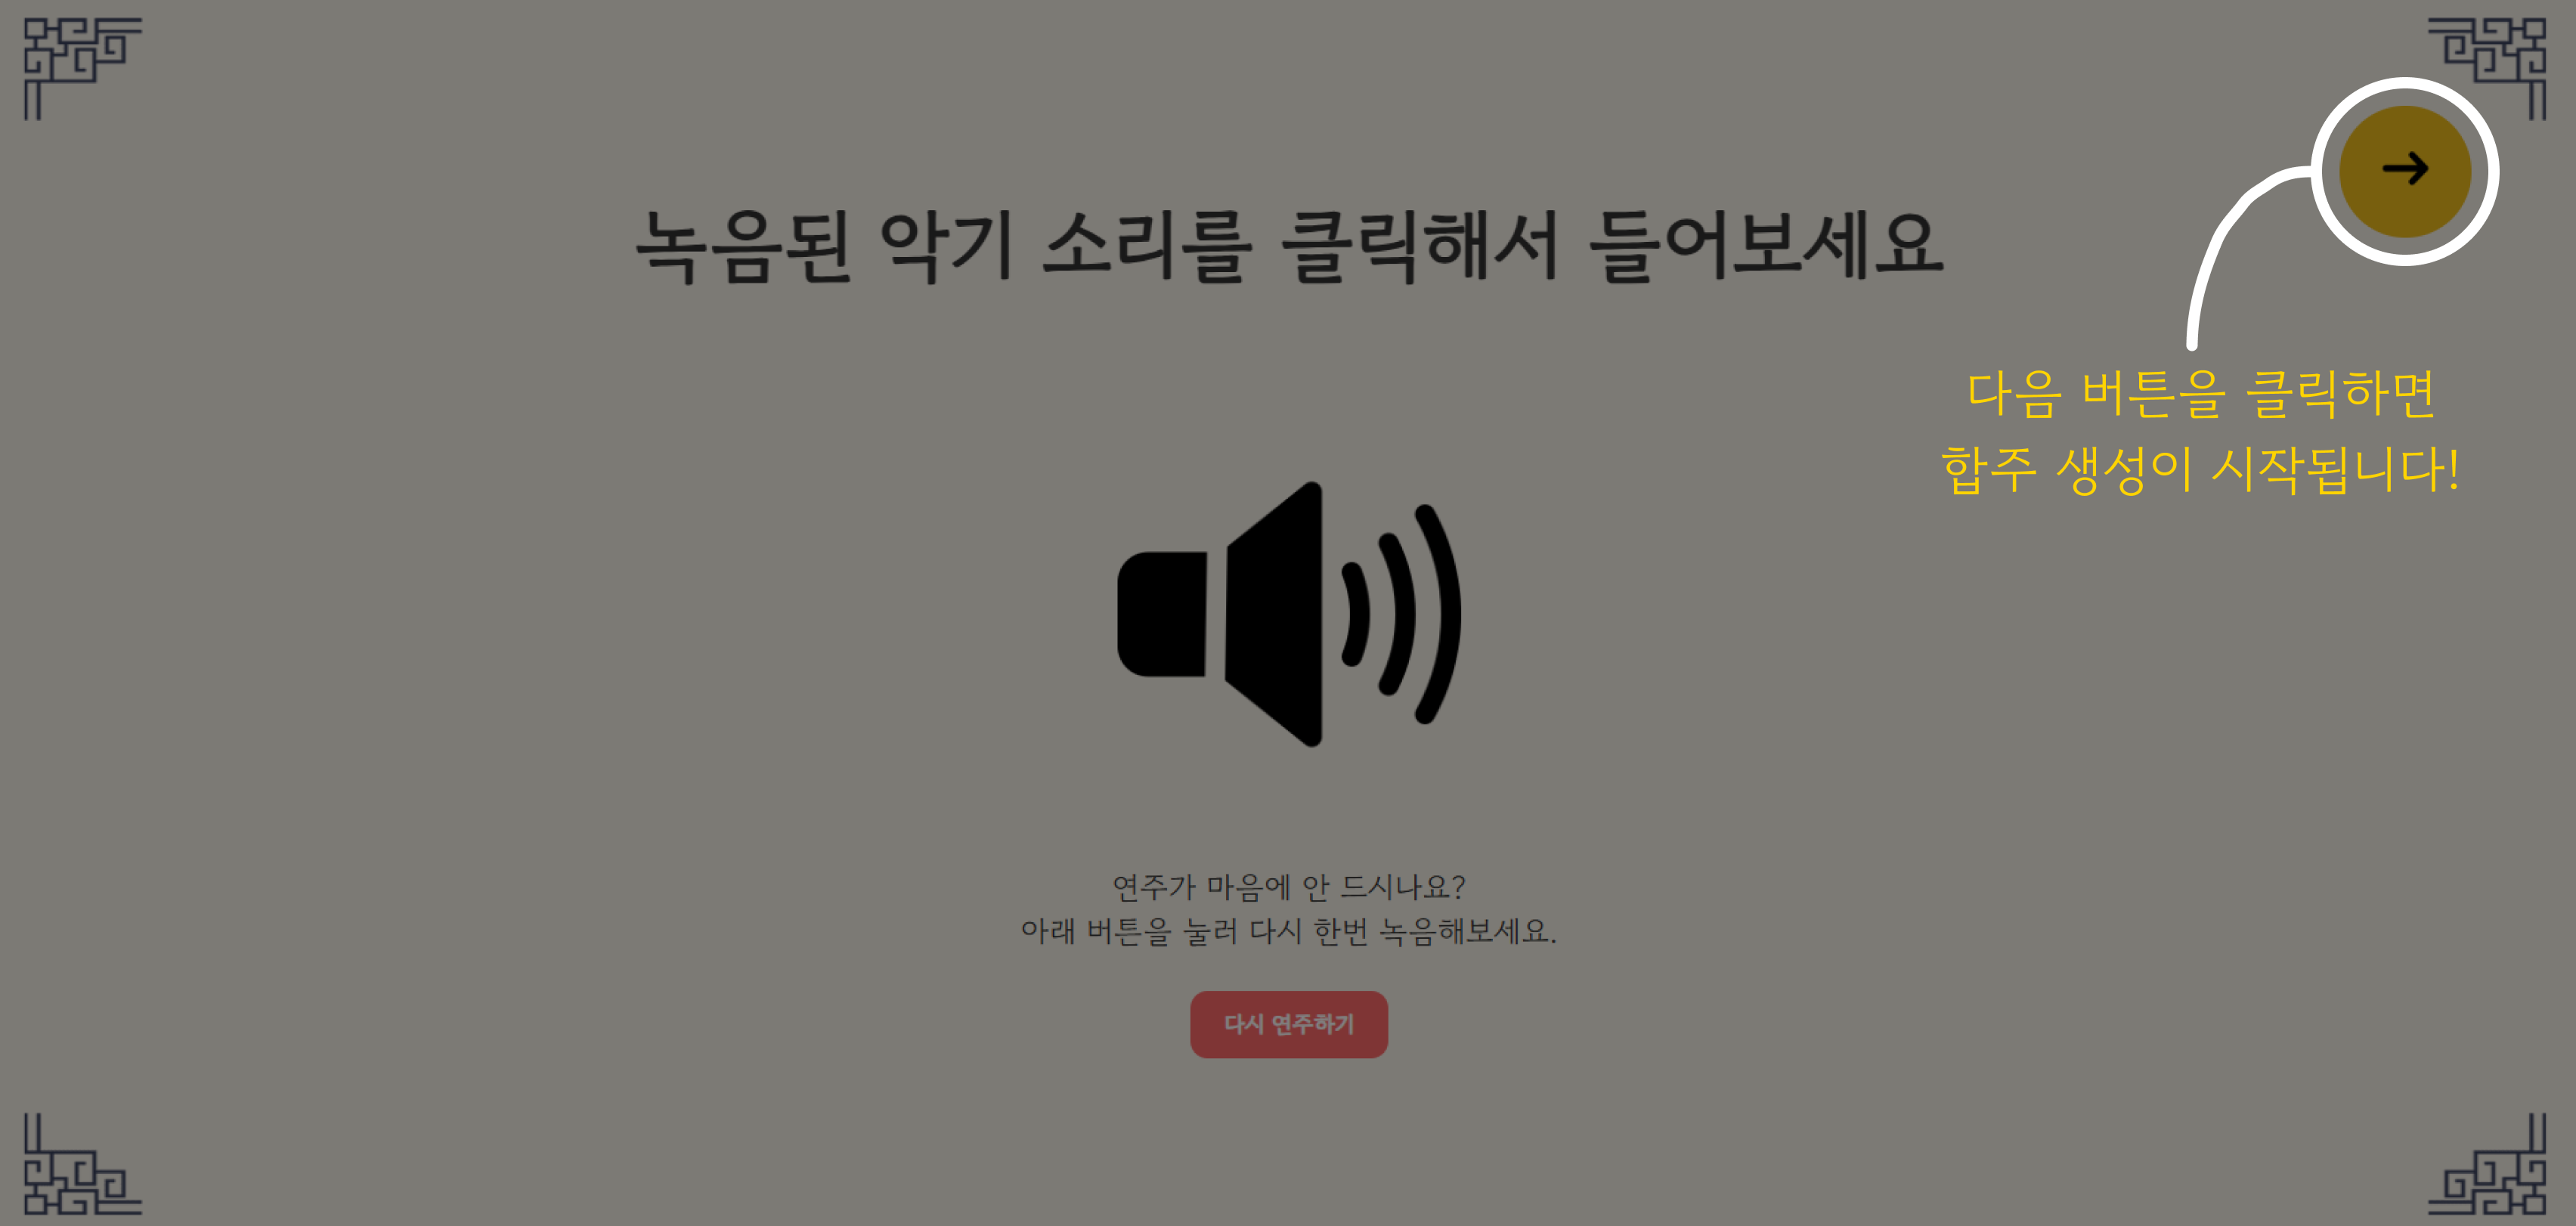 녹음된 악기 소리를 클릭해서 들어보세요
다음 버튼을 클릭하면
합주 생성이 시작됩니다!
연주가 마음에 안 드시나요?
아래 버튼을 눌러 다시 한번 녹음해보세요.
다시 연주하기